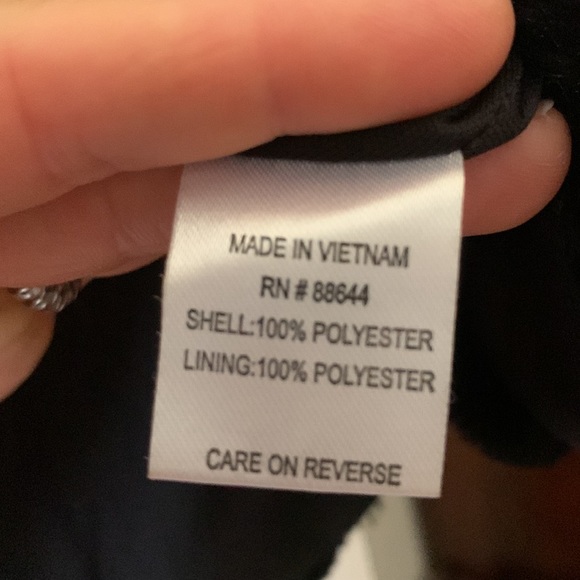 MADE IN VIETNAM
RN # 88644
SHELL:100% POLYESTER
LINING:100% POLYESTER
CARE ON REVERSE